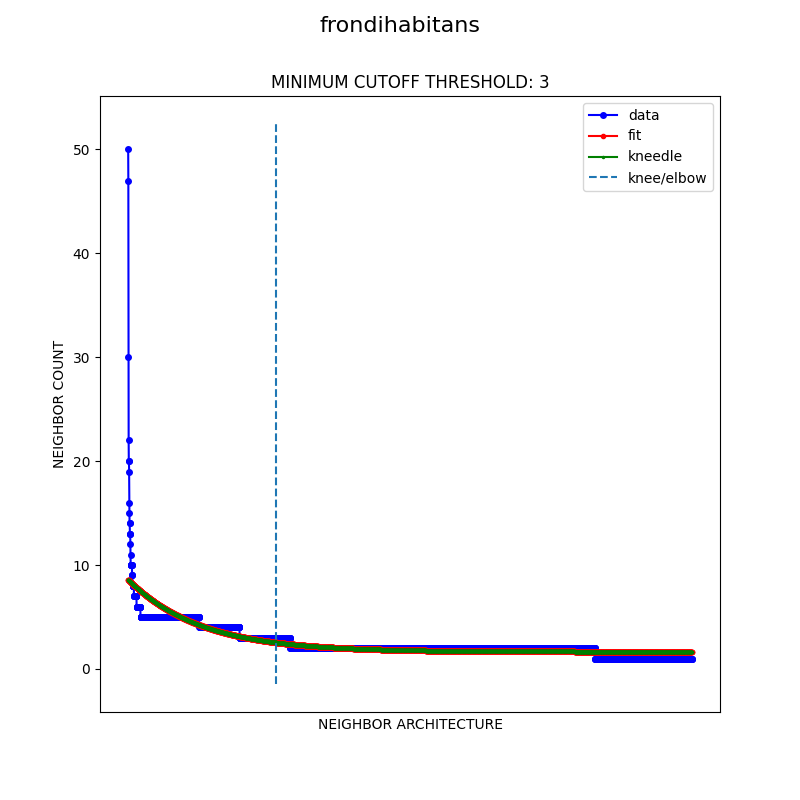 frondihabitans
MINIMUM CUTOFF THRESHOLD: 3
data
fit
kneedle
knee/elbow
50
40
30
20
10
0
NEIGHBOR COUNT
NEIGHBOR ARCHITECTURE